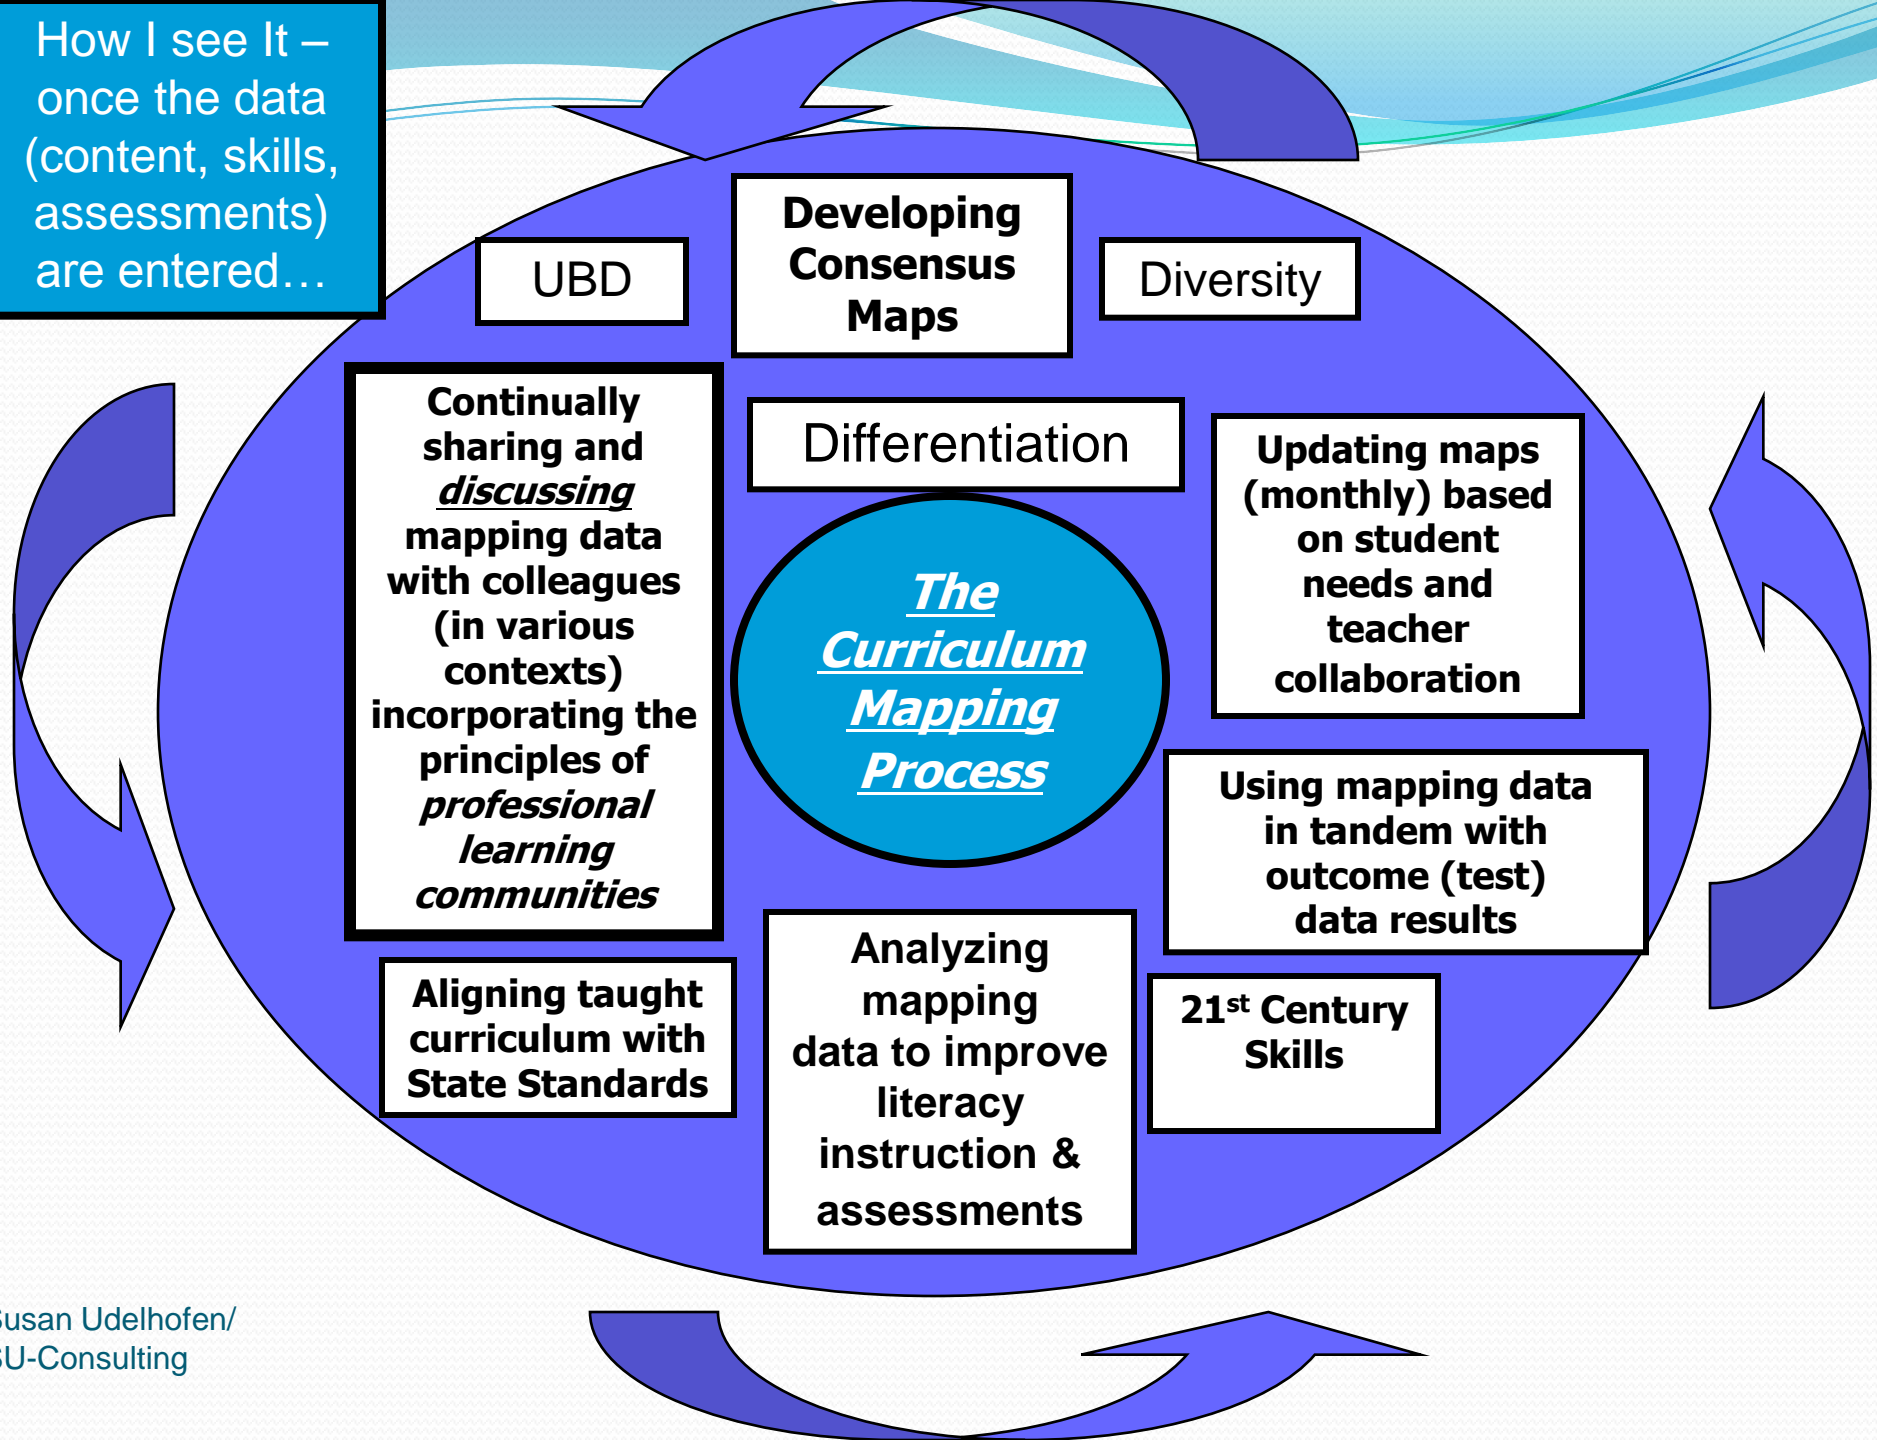 How I see It –
once the data
(content, skills,
assessments)
are entered…
UBD
Developing
Consensus
Maps
Diversity
Continually
sharing and
discussing
mapping data
with colleagues
(in various
contexts)
incorporating the
principles of
professional
learning
communities
Differentiation
Updating maps
(monthly) based
on student
needs and
teacher
collaboration
The
Curriculum
Mapping
Process
Using mapping data
in tandem with
outcome (test)
data results
Aligning taught
curriculum with
State Standards
Analyzing
mapping
data to improve
literacy
instruction &
assessments
21st Century
Skills
Susan Udelhofen/
SU-Consulting